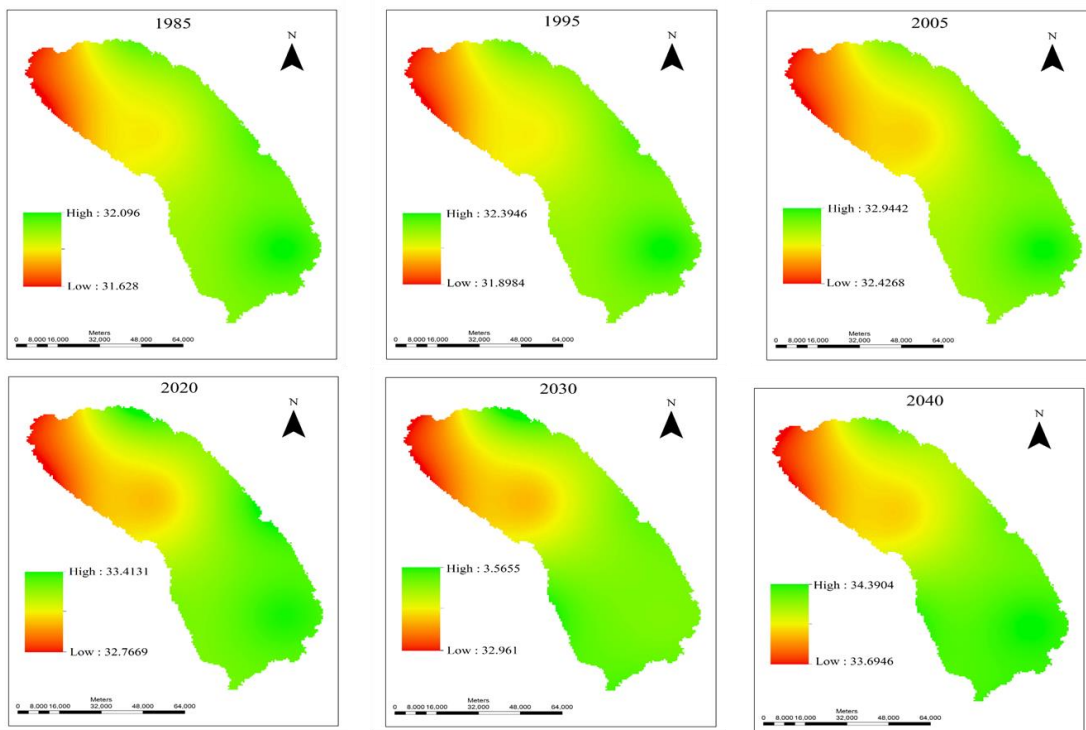 1985
N
High : 32.096
Low : 31.628
Meters
0 8,000 16,000 32,000 48,000 64,000
1995
N
High : 32.3946
Low : 31.8984
Meters
0 8,000 16,000 32,000 48,000 64,000
2005
N
High : 32.9442
Low : 32.4268
Meters
0 8,000 16,000 32,000 48,000 64,000
2020
N
High : 33.4131
Low : 32.7669
Meters
0 8,000 16,000 32,000 48,000 64,000
2030
N
High : 3.5655
Low : 32.961
Meters
0 8,000 16,000 32,000 48,000 64,000
2040
N
High : 34.3904
Low : 33.6946
Meters
0 8,000 16,000 32,000 48,000 64,000